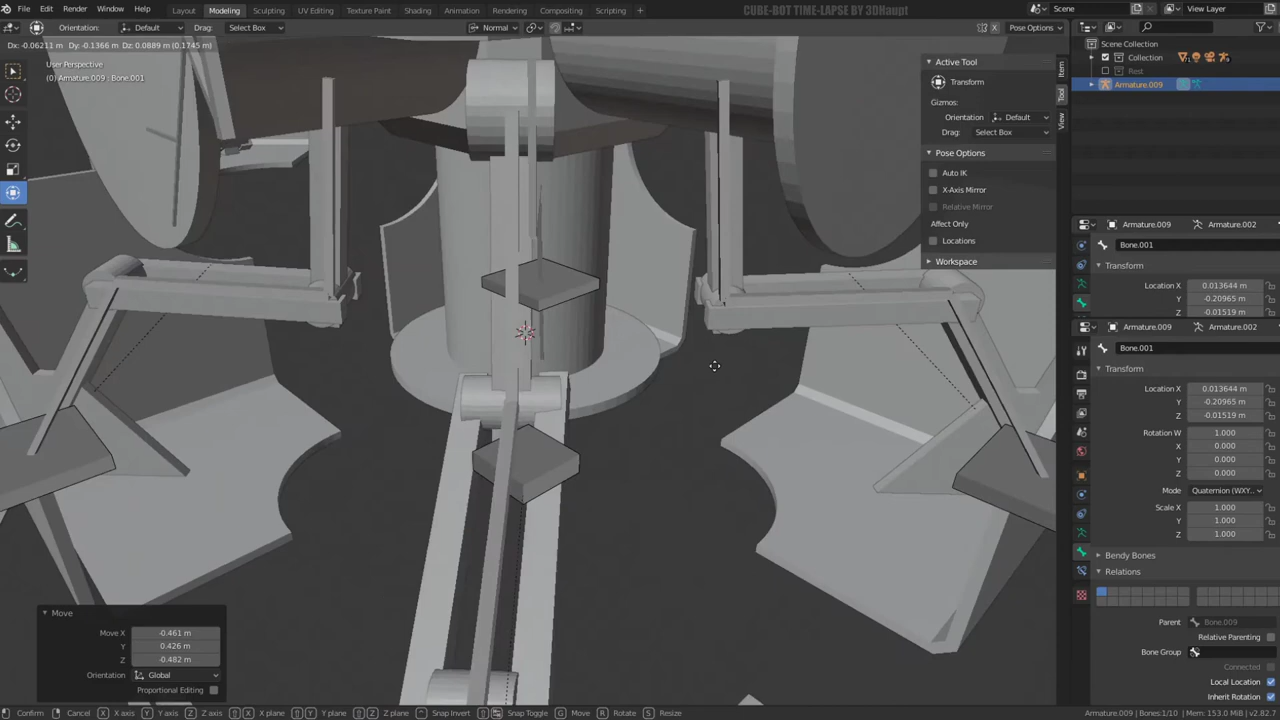 File Edit Render Window Help Layout Modeling Sculpting UV Editing Texture Paint Shading Animation Rendering Compositing Scripting + CUBE-BOT TIME-LAPSE BY 3DHaupt Scene View Layer
Orientation: Default Drag: Select Box Normal X Pose Options
Dx: -0.06211 m Dy: -0.1366 m Dz: 0.0889 m (0.1745 m)
User Perspective
(0) Armature.009 : Bone.001
Active Tool
Transform
Gizmos:
Orientation Default
Drag: Select Box
Pose Options
Auto IK
X-Axis Mirror
Relative Mirror
Affect Only
Locations
Workspace
Item
Tool
View
Scene Collection
Collection
Rest
Armature.009
Armature.009 Armature.002
Bone.001
Transform
Location X 0.013644 m
Y -0.20965 m
Z -0.01519 m
Armature.009 Armature.002
Bone.001
Transform
Location X 0.013644 m
Y -0.20965 m
Z -0.01519 m
Rotation W 1.000
X 0.000
Y 0.000
Z 0.000
Mode Quaternion (WXY...
Scale X 1.000
Y 1.000
Z 1.000
Bendy Bones
Relations
Parent Bone.009
Relative Parenting
Bone Group
Connected
Local Location
Inherit Rotation
Move
Move X -0.461 m
Y 0.426 m
Z -0.482 m
Orientation Global
Proportional Editing
Confirm Cancel X X axis Y Y axis Z Z axis X X plane Y Y plane Z Z plane Snap Invert Snap Toggle G Move R Rotate S Resize Armature.009 | Bones:1/10 | Mem: 153.0 MiB | v2.82.7